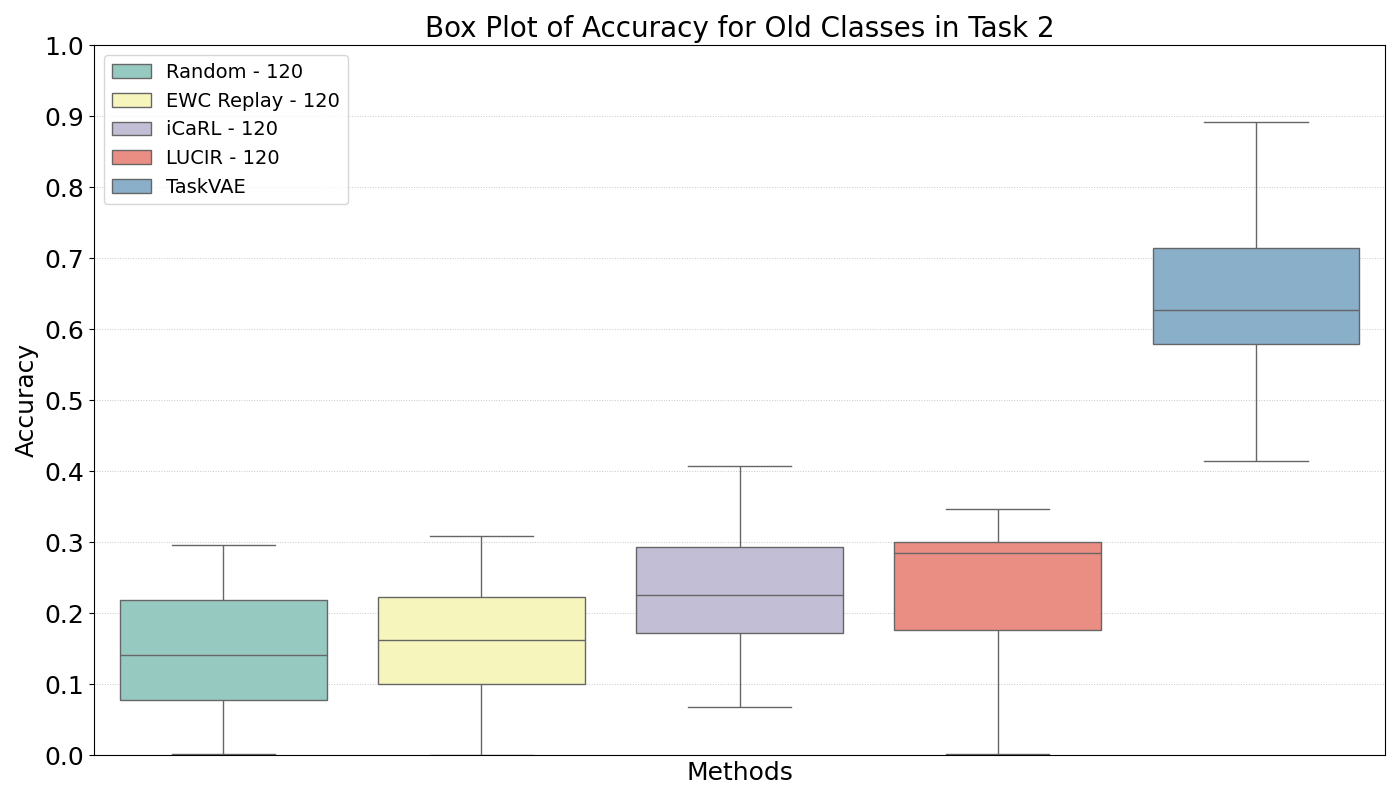 Box Plot of Accuracy for Old Classes in Task 2
1.0
0.9
0.8
0.7
0.6
0.5
0.4
0.3
0.2
0.1
0.0
Accuracy
Random - 120
EWC Replay - 120
iCaRL - 120
LUCIR - 120
TaskVAE
Methods